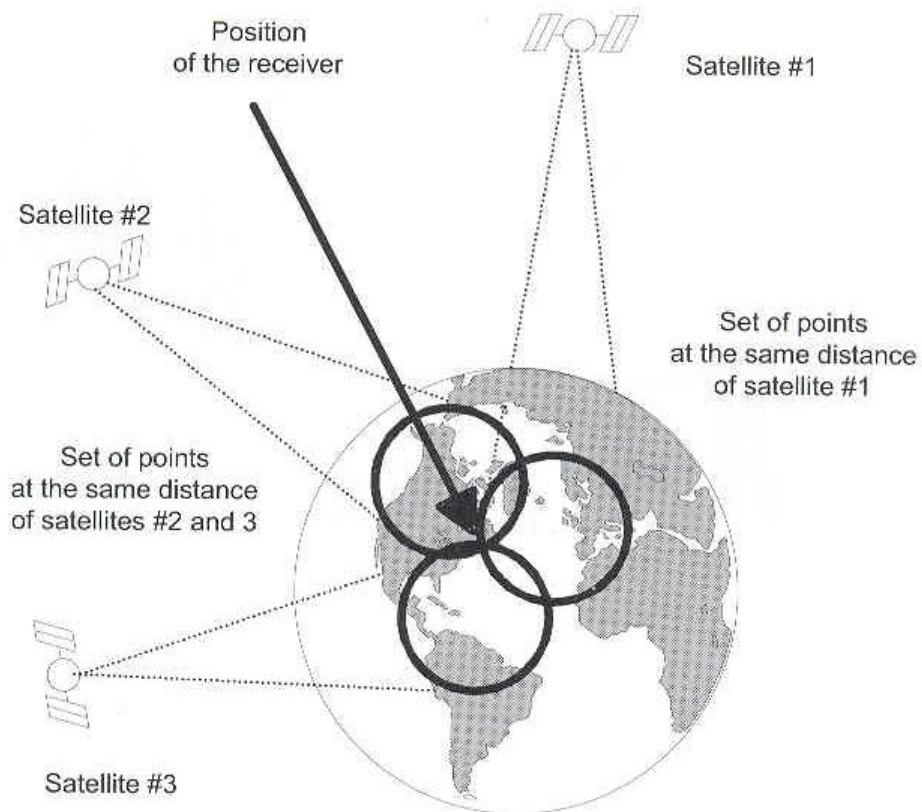 Position
of the receiver
Satellite #1
Satellite #2
Set of points
at the same distance
of satellite #1
Set of points
at the same distance
of satellites #2 and 3
Satellite #3